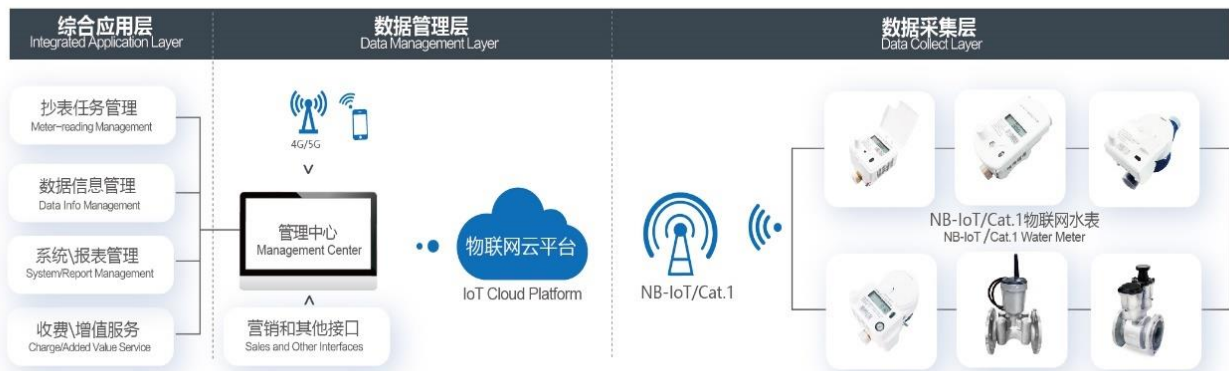 综合应用层
Integrated Application Layer
数据管理层
Data Management Layer
数据采集层
Data Collect Layer
抄表任务管理
Meter-reading Management
数据信息管理
Data Info Management
系统\报表管理
System/Report Management
收费\增值服务
Charge/Added Value Service
4G/5G
管理中心
Management Center
营销和其他接口
Sales and Other Interfaces
物联网云平台
IoT Cloud Platform
NB-IoT/Cat.1
NB-IoT/Cat.1物联网水表
NB-IoT/Cat.1 Water Meter